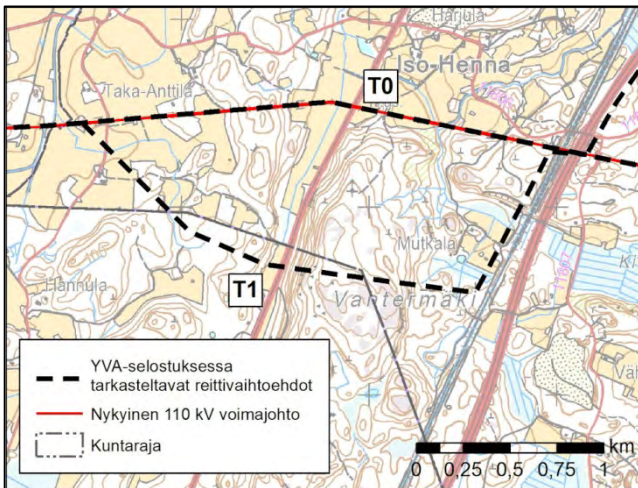 Harjula
Iso-Henna
Taka-Anttila
T0
Mutkala
Hannula
T1
Vahtermäki
YVA-selostuksessa
tarkasteltavat reittivaihtoehdot
Nykyinen 110 kV voimajohto
Kuntaraja
km
0 0,25 0,5 0,75 1